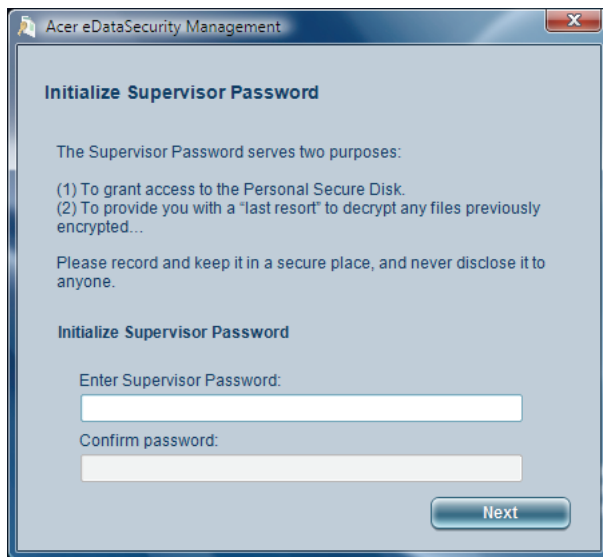 Acer eDataSecurity Management
Initialize Supervisor Password
The Supervisor Password serves two purposes:
(1) To grant access to the Personal Secure Disk.
(2) To provide you with a “last resort” to decrypt any files previously
encrypted...
Please record and keep it in a secure place, and never disclose it to
anyone.
Initialize Supervisor Password
Enter Supervisor Password:
Confirm password:
Next